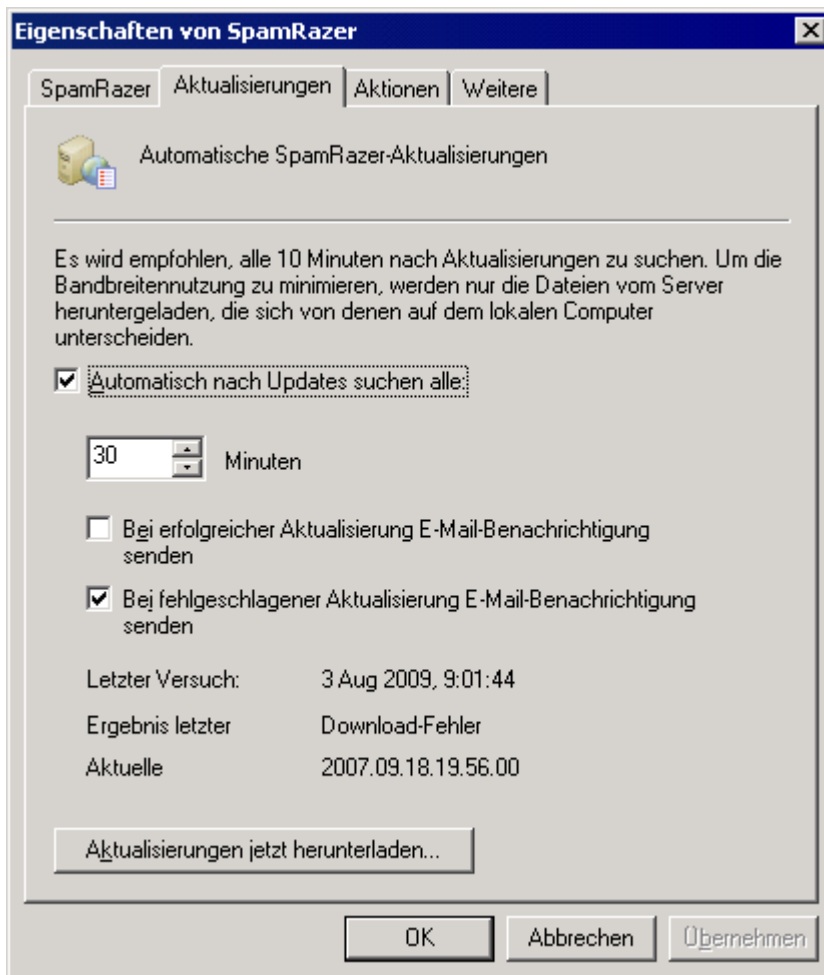 Eigenschaften von SpamRazer
SpamRazer
Aktualisierungen
Aktionen
Weitere
Automatische SpamRazer-Aktualisierungen
Es wird empfohlen, alle 10 Minuten nach Aktualisierungen zu suchen. Um die
Bandbreitennutzung zu minimieren, werden nur die Dateien vom Server
heruntergeladen, die sich von denen auf dem lokalen Computer
unterscheiden.
Automatisch nach Updates suchen alle:
30
Minuten
Bei erfolgreicher Aktualisierung E-Mail-Benachrichtigung
senden
Bei fehlgeschlagener Aktualisierung E-Mail-Benachrichtigung
senden
Letzter Versuch: 3 Aug 2009, 9:01:44
Ergebnis letzter Download-Fehler
Aktuelle 2007.09.18.19.56.00
Aktualisierungen jetzt herunterladen...
OK
Abbrechen
Übernehmen